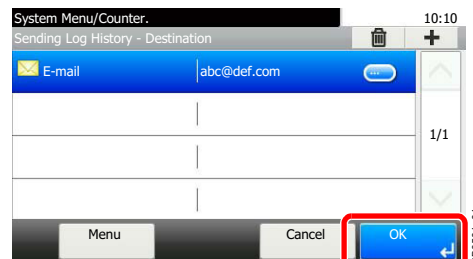 System Menu/Counter.
10:10
Sending Log History - Destination
E-mail
abc@def.com
1/1
Menu
Cancel
OK